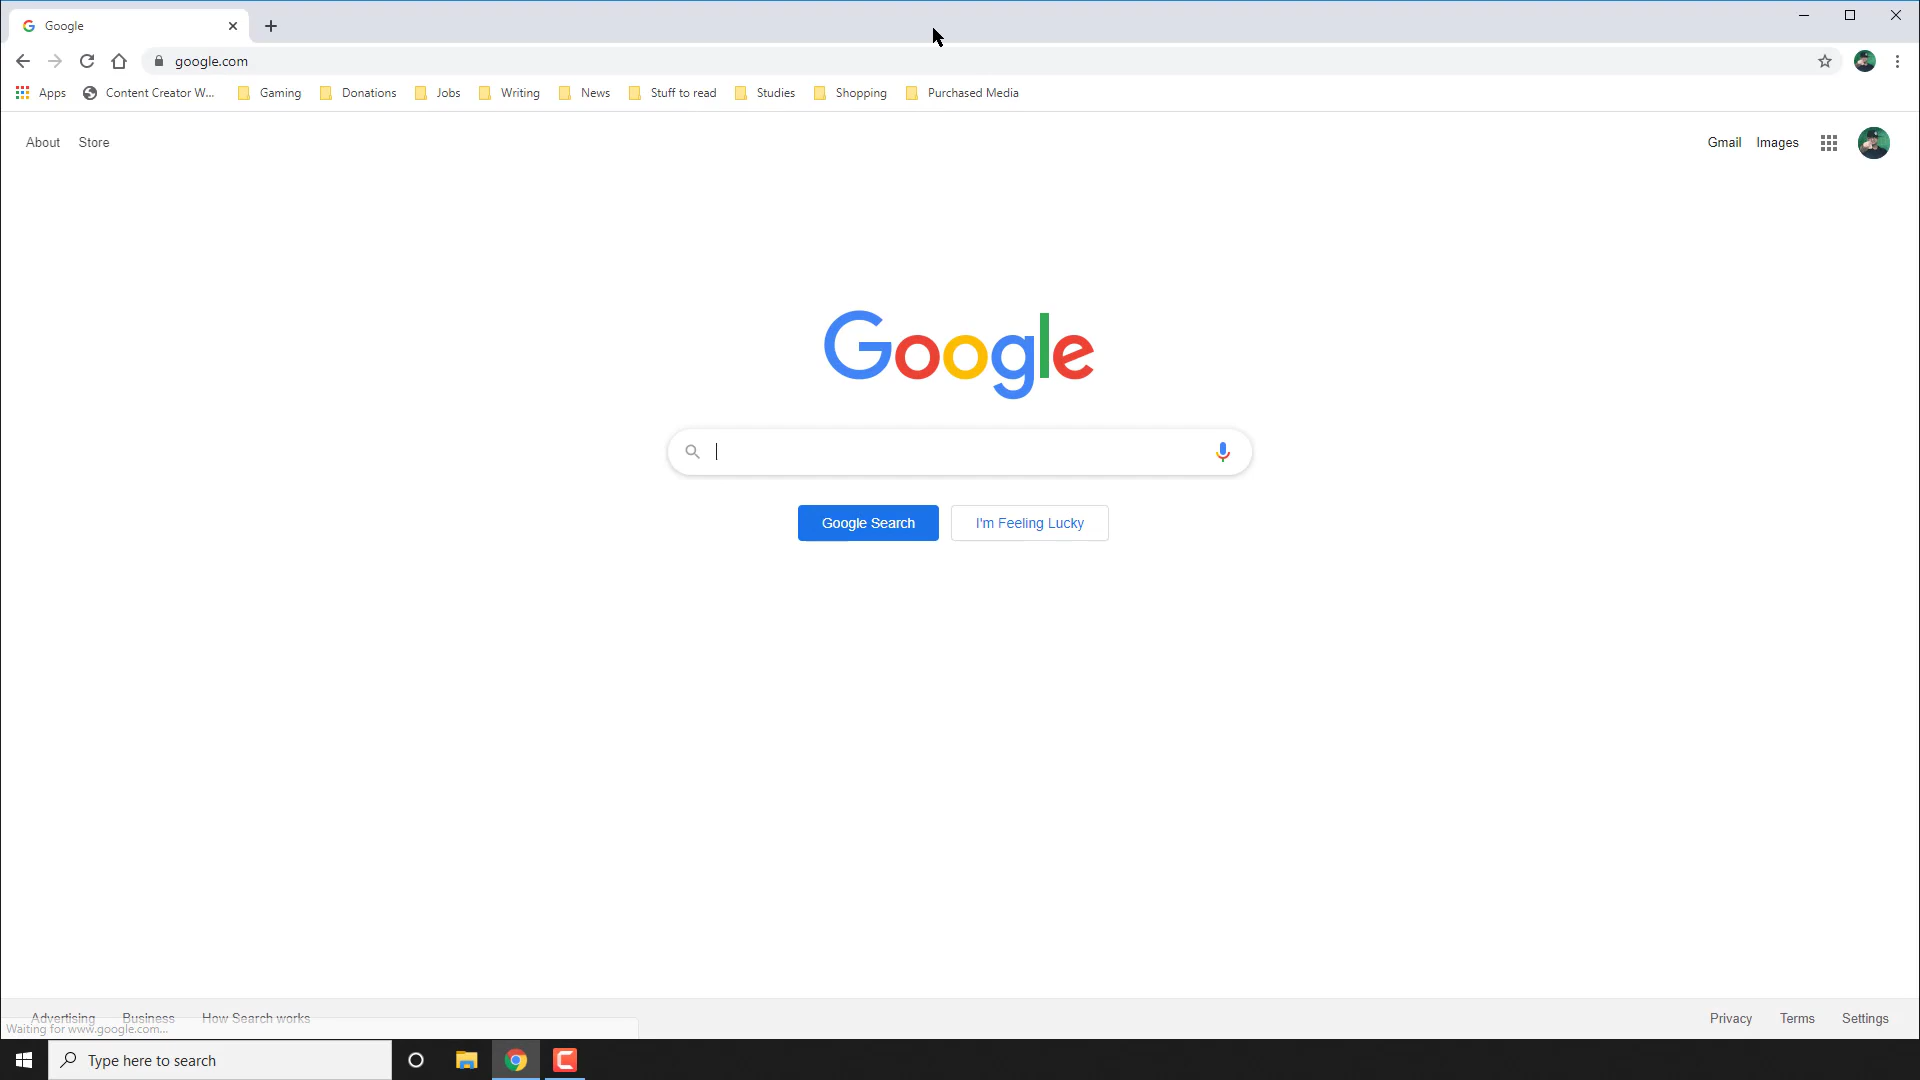 Google
google.com
Apps Content Creator W... Gaming Donations Jobs Writing News Stuff to read Studies Shopping Purchased Media
About Store Gmail Images
Google
Google Search I'm Feeling Lucky
Advertising Business How Search works Privacy Terms Settings
Waiting for www.google.com...
Type here to search